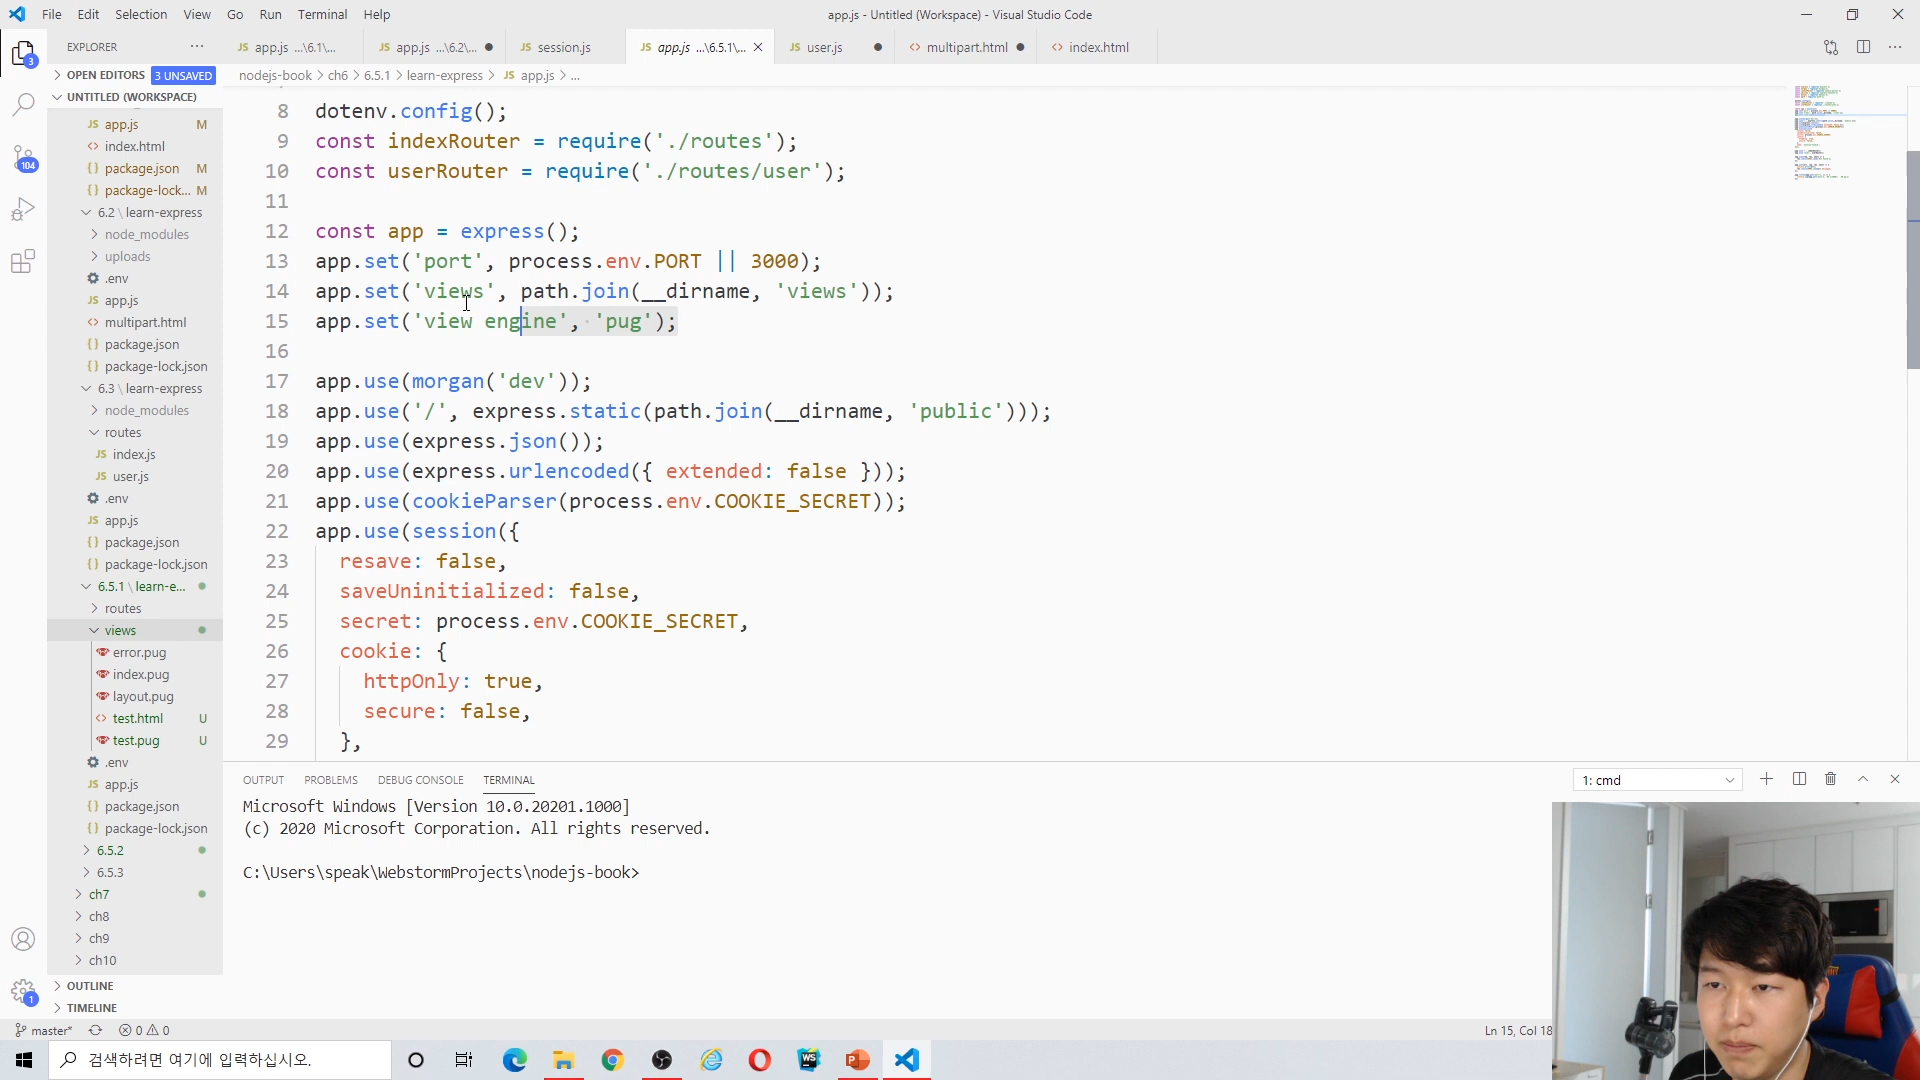 File Edit Selection View Go Run Terminal Help
app.js - Untitled (Workspace) - Visual Studio Code
EXPLORER
JS app.js ...\6.1\...
JS app.js ...\6.2\...
JS session.js
JS app.js ...\6.5.1\...
JS user.js
<> multipart.html
<> index.html
3
OPEN EDITORS 3 UNSAVED
nodejs-book > ch6 > 6.5.1 > learn-express > JS app.js > ...
UNTITLED (WORKSPACE)
JS app.js M
<> index.html
{} package.json M
{} package-lock... M
6.2 \ learn-express
node_modules
uploads
.env
JS app.js
<> multipart.html
{} package.json
{} package-lock.json
6.3 \ learn-express
node_modules
routes
JS index.js
JS user.js
.env
JS app.js
{} package.json
{} package-lock.json
6.5.1 \ learn-e...
routes
views
error.pug
index.pug
layout.pug
<> test.html U
test.pug U
.env
JS app.js
{} package.json
{} package-lock.json
6.5.2
6.5.3
ch7
ch8
ch9
ch10
OUTLINE
TIMELINE
104
1
8 dotenv.config();
9 const indexRouter = require('./routes');
10 const userRouter = require('./routes/user');
11
12 const app = express();
13 app.set('port', process.env.PORT || 3000);
14 app.set('views', path.join(__dirname, 'views'));
15 app.set('view engine', 'pug');
16
17 app.use(morgan('dev'));
18 app.use('/', express.static(path.join(__dirname, 'public')));
19 app.use(express.json());
20 app.use(express.urlencoded({ extended: false }));
21 app.use(cookieParser(process.env.COOKIE_SECRET));
22 app.use(session({
23 resave: false,
24 saveUninitialized: false,
25 secret: process.env.COOKIE_SECRET,
26 cookie: {
27 httpOnly: true,
28 secure: false,
29 },
OUTPUT PROBLEMS DEBUG CONSOLE TERMINAL
1: cmd
Microsoft Windows [Version 10.0.20201.1000]
(c) 2020 Microsoft Corporation. All rights reserved.
C:\Users\speak\WebstormProjects\nodejs-book>
master* 0 0
Ln 15, Col 18
검색하려면 여기에 입력하십시오.
WS